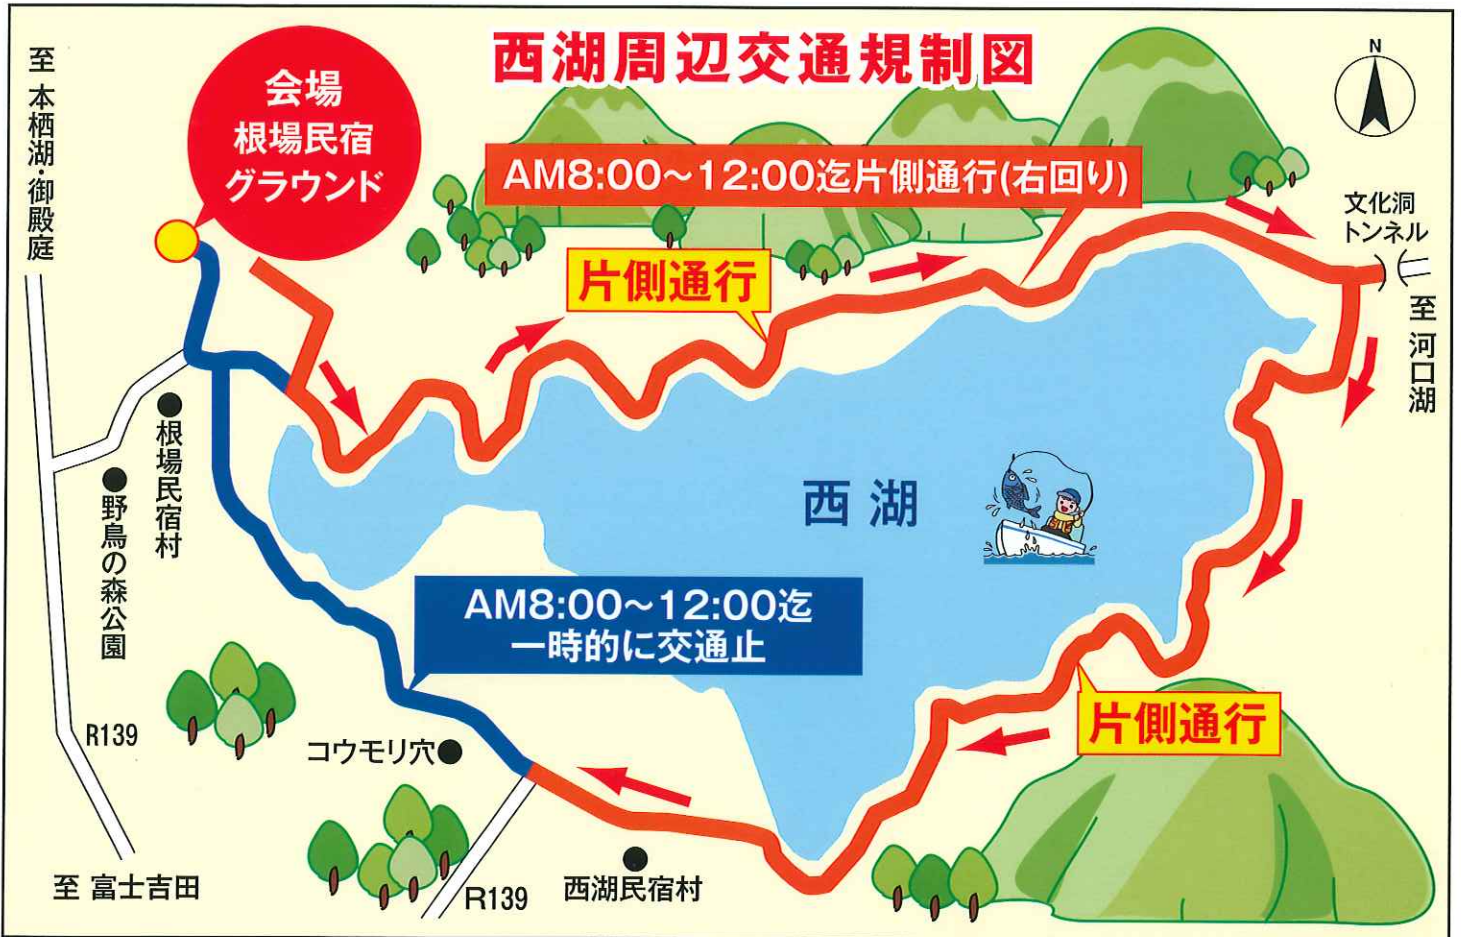 西湖周辺交通規制図
N
至 本栖湖・御殿庭
会場
根場民宿
グラウンド
AM8:00〜12:00迄片側通行(右回り)
文化洞
トンネル
片側通行
至 河口湖
根場民宿村
野鳥の森公園
西湖
AM8:00〜12:00迄
一時的に交通止
片側通行
R139
コウモリ穴
至 富士吉田
R139
西湖民宿村